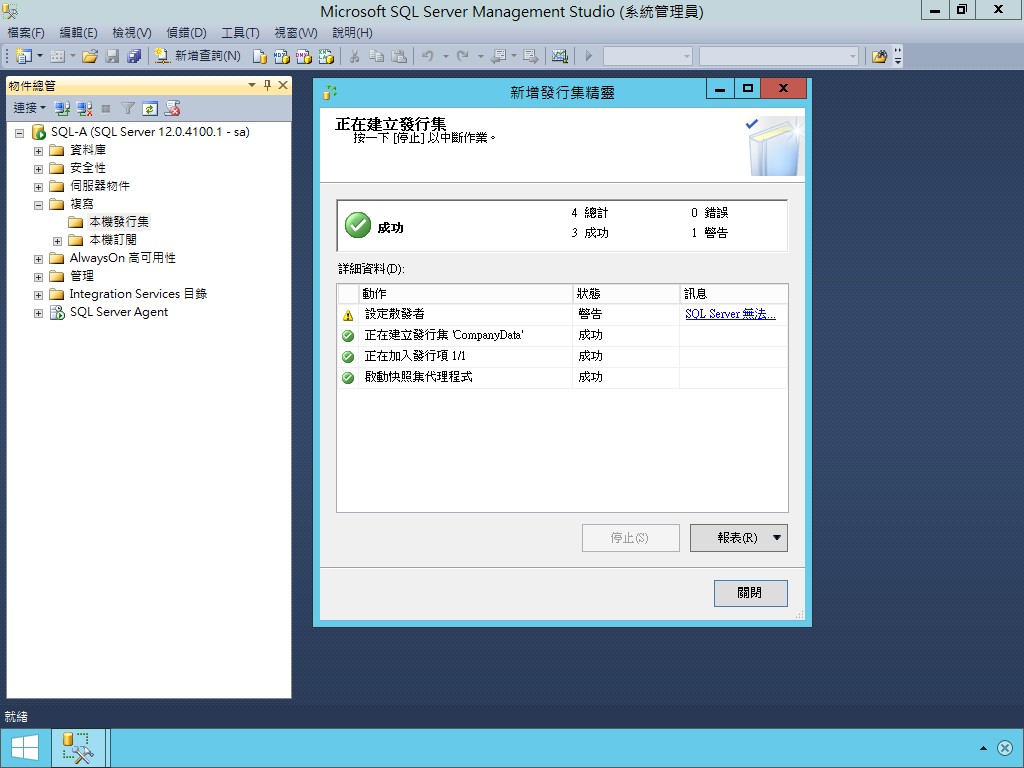 Microsoft SQL Server Management Studio (系統管理員)
檔案(F) 編輯(E) 檢視(V) 偵錯(D) 工具(T) 視窗(W) 說明(H)
新增查詢(N)
物件總管
連接
SQL-A (SQL Server 12.0.4100.1 - sa)
資料庫
安全性
伺服器物件
複寫
本機發行集
本機訂閱
AlwaysOn 高可用性
管理
Integration Services 目錄
SQL Server Agent
新增發行集精靈
正在建立發行集
按一下 [停止] 以中斷作業。
成功
4 總計 0 錯誤
3 成功 1 警告
詳細資料(D):
動作 狀態 訊息
設定散發者 警告 SQL Server 無法...
正在建立發行集 'CompanyData' 成功
正在加入發行項 1/1 成功
啟動快照集代理程式 成功
停止(S) 報表(R)
關閉
就緒